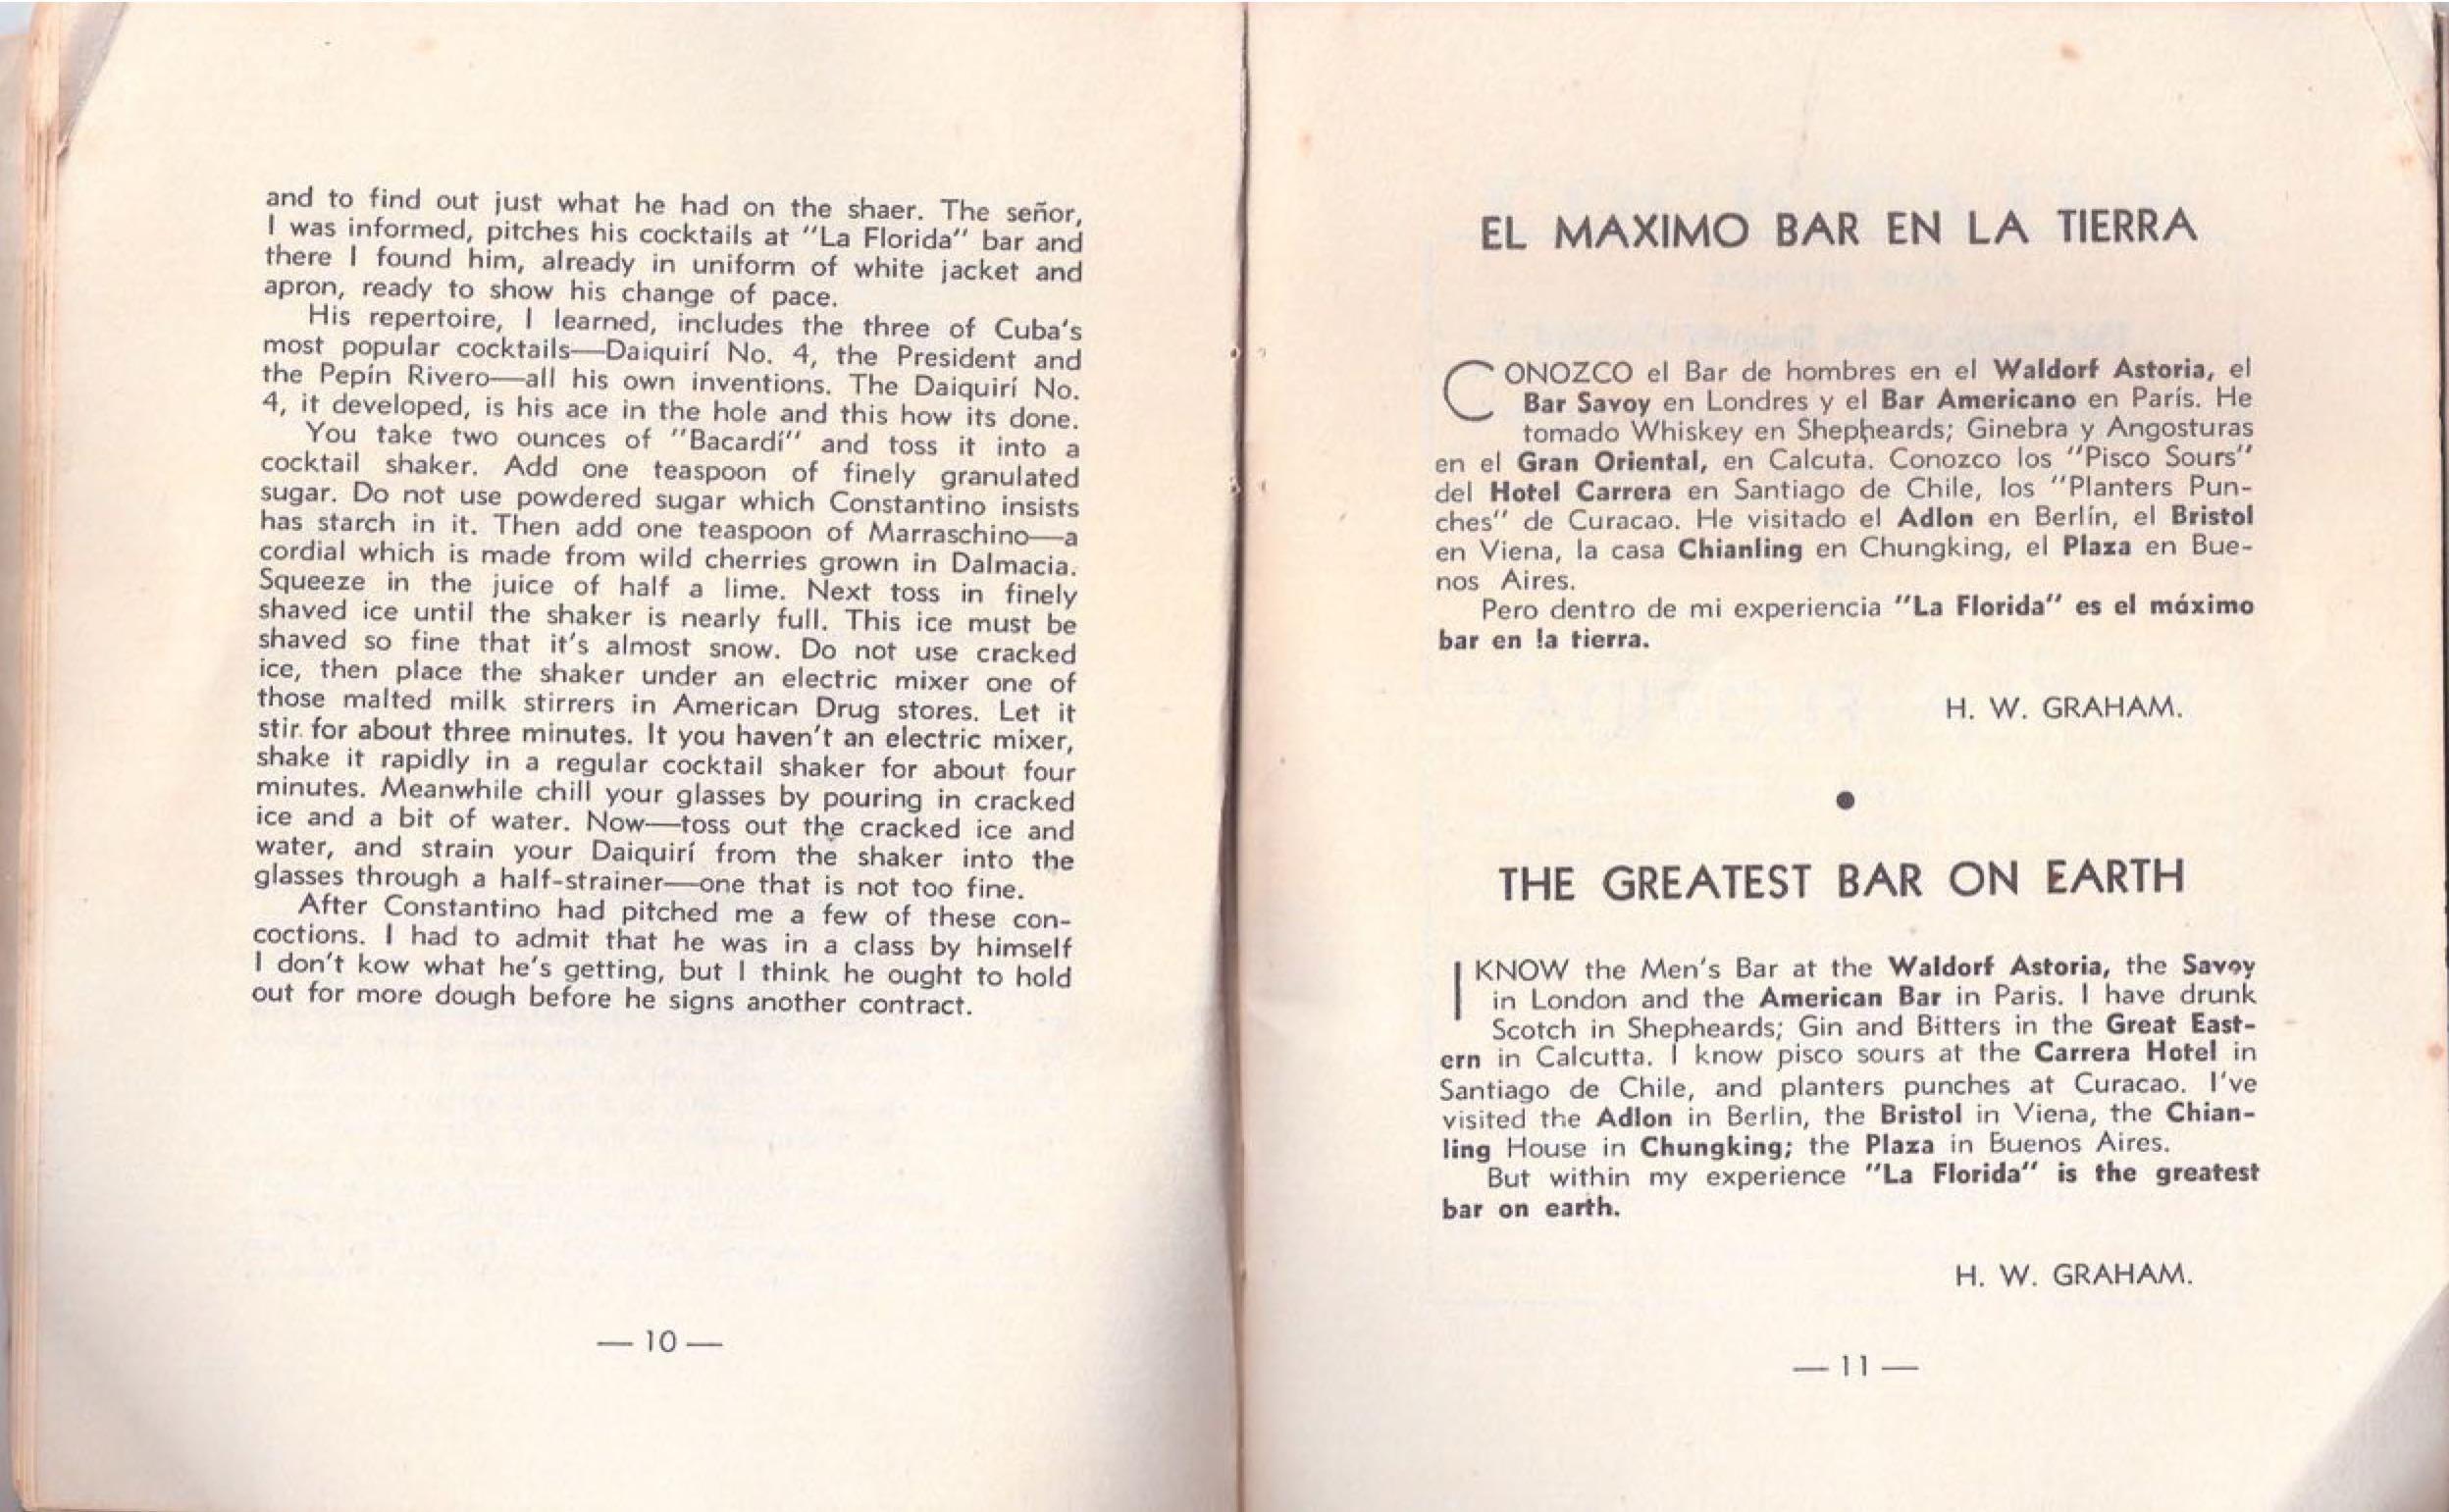 and to find out just what he had on the shaer. The señor,
I was informed, pitches his cocktails at "La Florida" bar and
there I found him, already in uniform of white jacket and
apron, ready to show his change of pace.
His repertoire, I learned, includes the three of Cuba's
most popular cocktails—Daiquirí No. 4, the President and
the Pepín Rivero—all his own inventions. The Daiquirí No.
4, it developed, is his ace in the hole and this how its done.
You take two ounces of "Bacardí" and toss it into a
cocktail shaker. Add one teaspoon of finely granulated
sugar. Do not use powdered sugar which Constantino insists
has starch in it. Then add one teaspoon of Marraschino—a
cordial which is made from wild cherries grown in Dalmacia.
Squeeze in the juice of half a lime. Next toss in finely
shaved ice until the shaker is nearly full. This ice must be
shaved so fine that it's almost snow. Do not use cracked
ice, then place the shaker under an electric mixer one of
those malted milk stirrers in American Drug stores. Let it
stir for about three minutes. It you haven't an electric mixer,
shake it rapidly in a regular cocktail shaker for about four
minutes. Meanwhile chill your glasses by pouring in cracked
ice and a bit of water. Now—toss out the cracked ice and
water, and strain your Daiquirí from the shaker into the
glasses through a half-strainer—one that is not too fine.
After Constantino had pitched me a few of these con-
coctions. I had to admit that he was in a class by himself
I don't kow what he's getting, but I think he ought to hold
out for more dough before he signs another contract.
— 10 —
EL MAXIMO BAR EN LA TIERRA
CONOZCO el Bar de hombres en el Waldorf Astoria, el
Bar Savoy en Londres y el Bar Americano en París. He
tomado Whiskey en Shepheards; Ginebra y Angosturas
en el Gran Oriental, en Calcuta. Conozco los "Pisco Sours"
del Hotel Carrera en Santiago de Chile, los "Planters Pun-
ches" de Curacao. He visitado el Adlon en Berlín, el Bristol
en Viena, la casa Chianling en Chungking, el Plaza en Bue-
nos Aires.
Pero dentro de mi experiencia "La Florida" es el máximo
bar en la tierra.
H. W. GRAHAM.
●
THE GREATEST BAR ON EARTH
I KNOW the Men's Bar at the Waldorf Astoria, the Savoy
in London and the American Bar in Paris. I have drunk
Scotch in Shepheards; Gin and Bitters in the Great East-
ern in Calcutta. I know pisco sours at the Carrera Hotel in
Santiago de Chile, and planters punches at Curacao. I've
visited the Adlon in Berlin, the Bristol in Viena, the Chian-
ling House in Chungking; the Plaza in Buenos Aires.
But within my experience "La Florida" is the greatest
bar on earth.
H. W. GRAHAM.
— 11 —